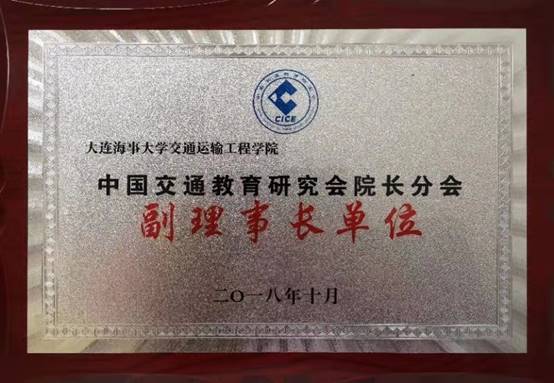 CICE
大连海事大学交通运输工程学院
中国交通教育研究会院长分会
副理事长单位
二〇一八年十月